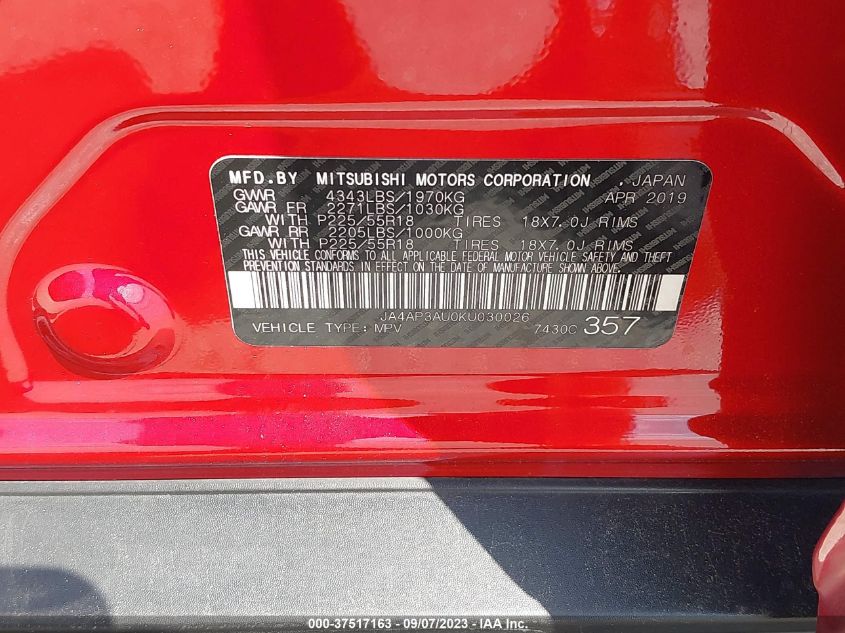 MFD.BY MITSUBISHI MOTORS CORPORATION , JAPAN
GVWR 4343LBS/1970KG APR 2019
GAWR FR 2271LBS/1030KG
WITH P225/55R18 TIRES 18X7.0J RIMS
GAWR RR 2205LBS/1000KG
WITH P225/55R18 TIRES 18X7.0J RIMS
THIS VEHICLE CONFORMS TO ALL APPLICABLE FEDERAL MOTOR VEHICLE SAFETY AND THEFT
PREVENTION STANDARDS IN EFFECT ON THE DATE OF MANUFACTURE SHOWN ABOVE.
JA4AP3AU0KU030026
VEHICLE TYPE:MPV 7430C 357
000-37517163 - 09/07/2023 - IAA Inc.